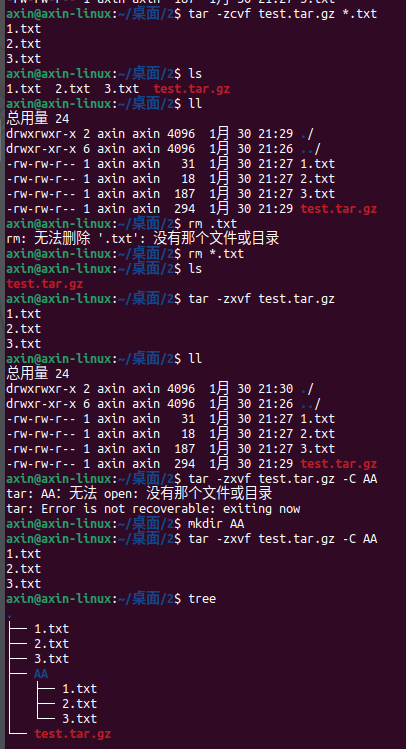 axin@axin-linux:~/桌面/2$ tar -zcvf test.tar.gz *.txt
1.txt
2.txt
3.txt
axin@axin-linux:~/桌面/2$ ls
1.txt  2.txt  3.txt  test.tar.gz
axin@axin-linux:~/桌面/2$ ll
总用量 24
drwxrwxr-x 2 axin axin 4096  1月 30 21:29 ./
drwxr-xr-x 6 axin axin 4096  1月 30 21:26 ../
-rw-rw-r-- 1 axin axin   31  1月 30 21:27 1.txt
-rw-rw-r-- 1 axin axin   18  1月 30 21:27 2.txt
-rw-rw-r-- 1 axin axin  187  1月 30 21:27 3.txt
-rw-rw-r-- 1 axin axin  294  1月 30 21:29 test.tar.gz
axin@axin-linux:~/桌面/2$ rm .txt
rm: 无法删除 '.txt': 没有那个文件或目录
axin@axin-linux:~/桌面/2$ rm *.txt
axin@axin-linux:~/桌面/2$ ls
test.tar.gz
axin@axin-linux:~/桌面/2$ tar -zxvf test.tar.gz
1.txt
2.txt
3.txt
axin@axin-linux:~/桌面/2$ ll
总用量 24
drwxrwxr-x 2 axin axin 4096  1月 30 21:30 ./
drwxr-xr-x 6 axin axin 4096  1月 30 21:26 ../
-rw-rw-r-- 1 axin axin   31  1月 30 21:27 1.txt
-rw-rw-r-- 1 axin axin   18  1月 30 21:27 2.txt
-rw-rw-r-- 1 axin axin  187  1月 30 21:27 3.txt
-rw-rw-r-- 1 axin axin  294  1月 30 21:29 test.tar.gz
axin@axin-linux:~/桌面/2$ tar -zxvf test.tar.gz -C AA
tar: AA：无法 open: 没有那个文件或目录
tar: Error is not recoverable: exiting now
axin@axin-linux:~/桌面/2$ mkdir AA
axin@axin-linux:~/桌面/2$ tar -zxvf test.tar.gz -C AA
1.txt
2.txt
3.txt
axin@axin-linux:~/桌面/2$ tree
.
├── 1.txt
├── 2.txt
├── 3.txt
├── AA
│   ├── 1.txt
│   ├── 2.txt
│   └── 3.txt
└── test.tar.gz